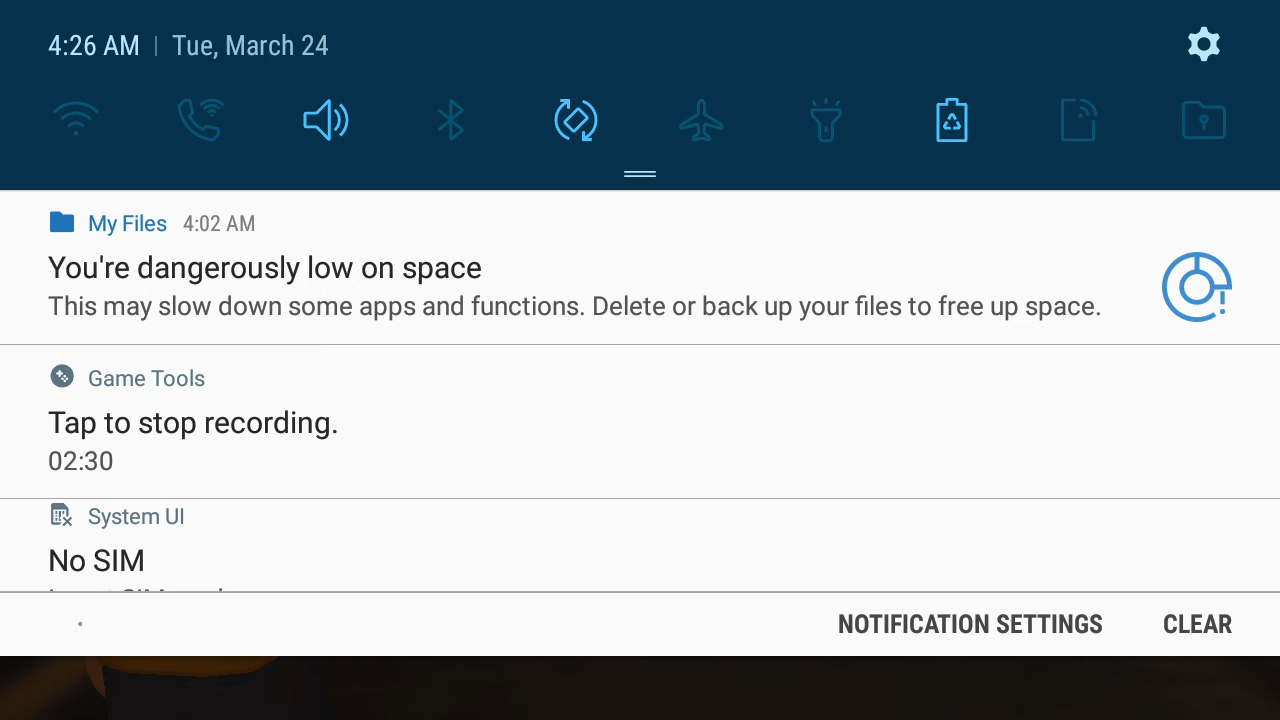 4:26 AM | Tue, March 24
My Files 4:02 AM
You're dangerously low on space
This may slow down some apps and functions. Delete or back up your files to free up space.
Game Tools
Tap to stop recording.
02:30
System UI
No SIM
NOTIFICATION SETTINGS CLEAR